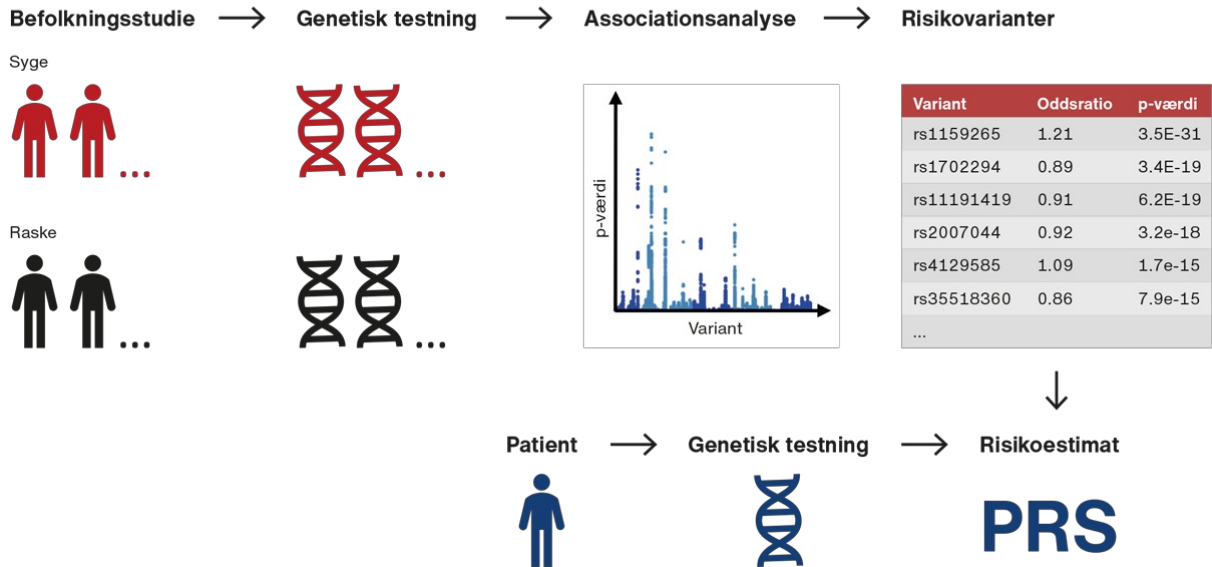 Befolkningsstudie → Genetisk testning → Associationsanalyse → Risikovarianter
Syge
...
...
Raske
...
...
p-værdi
Variant
Variant Oddsratio p-værdi
rs1159265 1.21 3.5E-31
rs1702294 0.89 3.4E-19
rs11191419 0.91 6.2E-19
rs2007044 0.92 3.2e-18
rs4129585 1.09 1.7e-15
rs35518360 0.86 7.9e-15
...
Patient → Genetisk testning → Risikoestimat
PRS